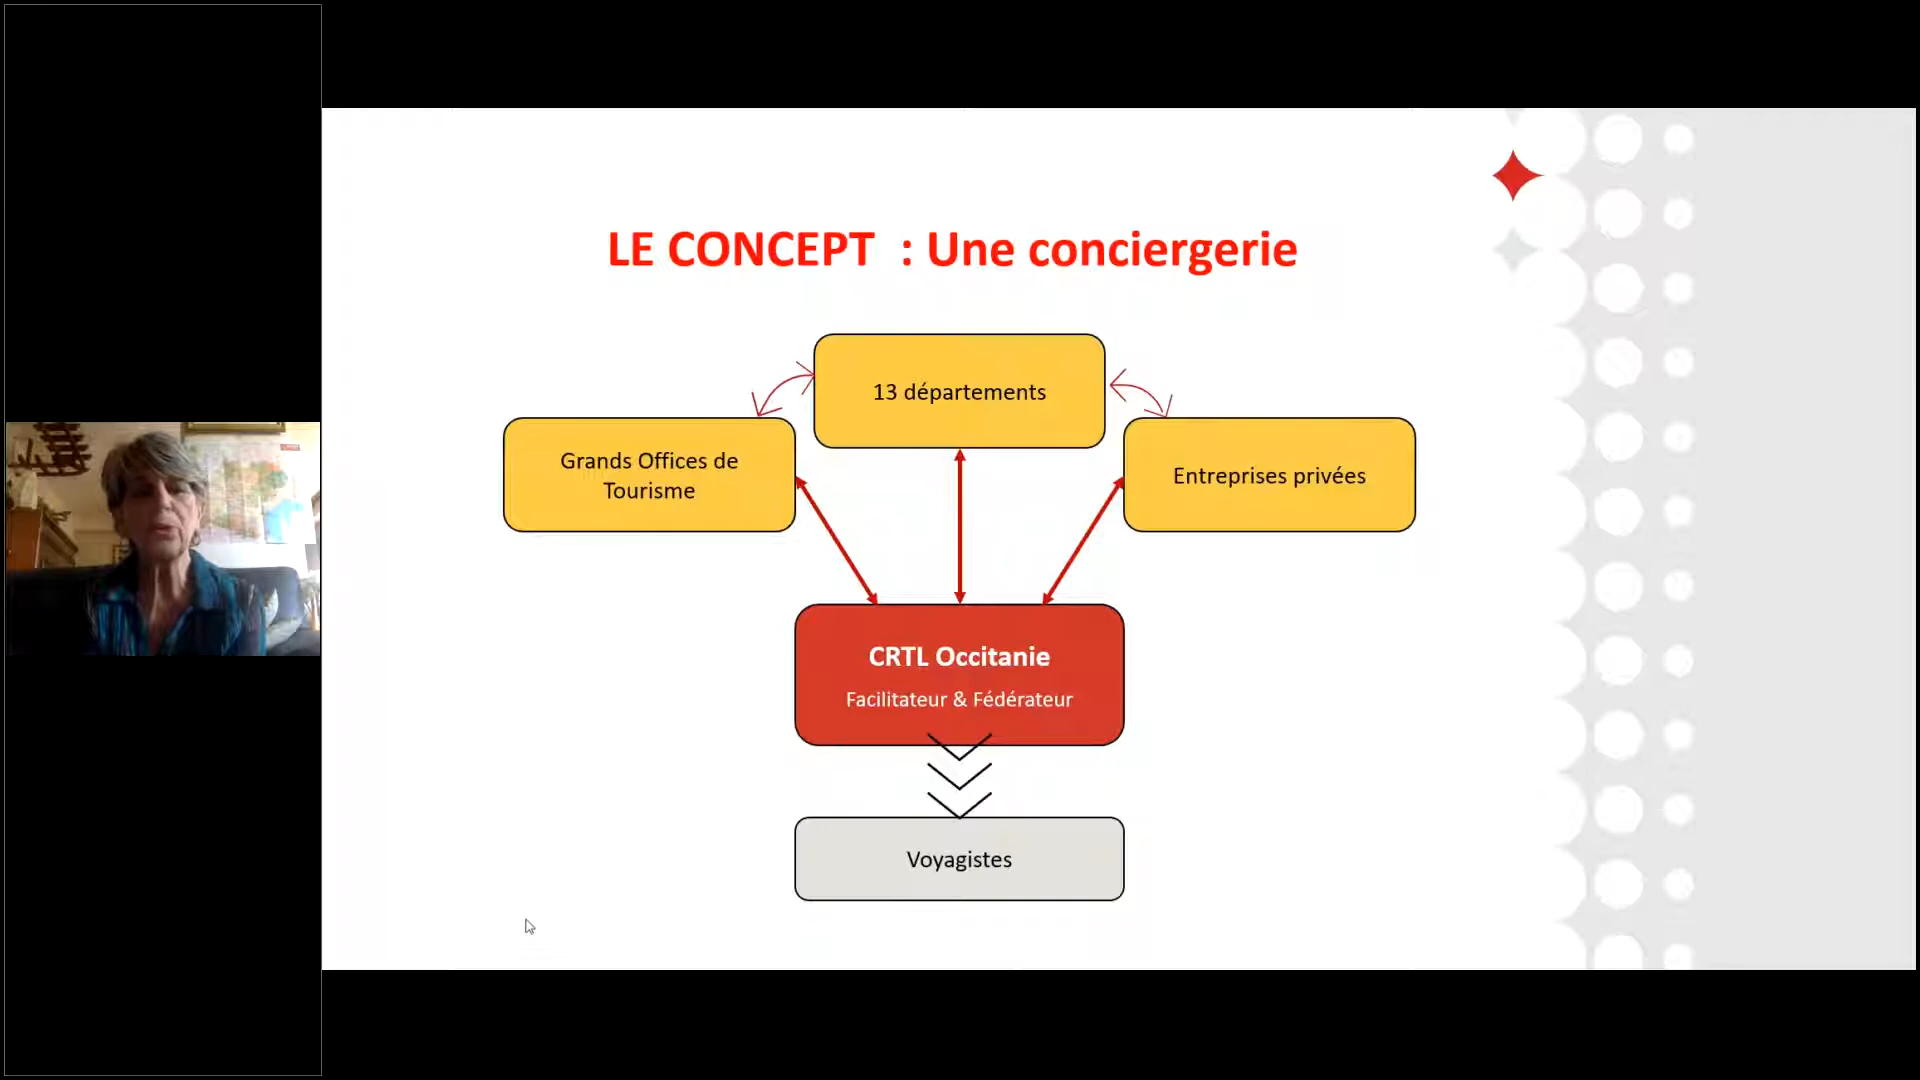 LE CONCEPT : Une conciergerie
13 départements
Grands Offices de
Tourisme
Entreprises privées
CRTL Occitanie
Facilitateur & Fédérateur
Voyagistes